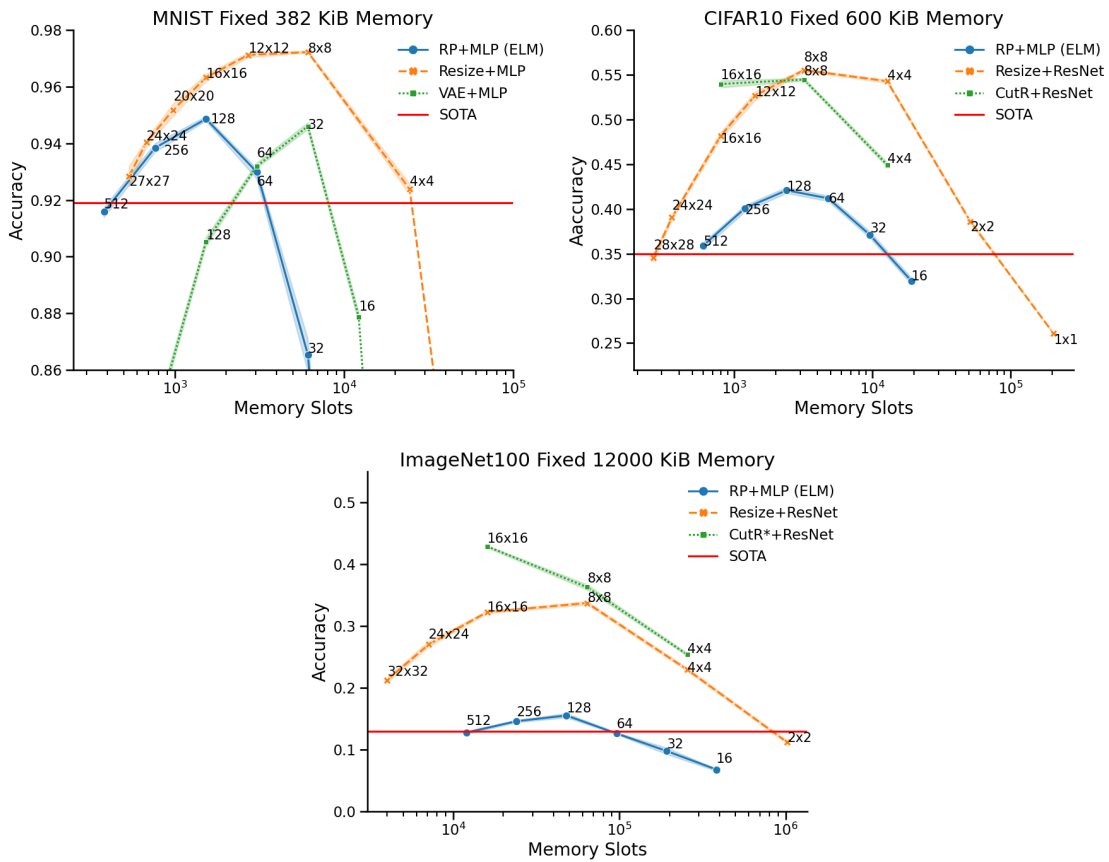 MNIST Fixed 382 KiB Memory
0.98
0.96
0.94
0.92
0.90
0.88
0.86
Accuracy
12x12
8x8
16x16
20x20
128
24x24
256
27x27
512
64
64
32
4x4
128
16
32
RP+MLP (ELM)
Resize+MLP
VAE+MLP
SOTA
10³
10⁴
10⁵
Memory Slots
CIFAR10 Fixed 600 KiB Memory
0.60
0.55
0.50
0.45
0.40
0.35
0.30
0.25
Aaccuracy
8x8
16x16
8x8
4x4
12x12
16x16
4x4
24x24
128
256
64
28x28
512
32
2x2
16
1x1
RP+MLP (ELM)
Resize+ResNet
CutR+ResNet
SOTA
10³
10⁴
10⁵
Memory Slots
ImageNet100 Fixed 12000 KiB Memory
0.5
0.4
0.3
0.2
0.1
0.0
Accuracy
16x16
8x8
8x8
16x16
24x24
4x4
4x4
32x32
512
256
128
64
32
16
2x2
RP+MLP (ELM)
Resize+ResNet
CutR*+ResNet
SOTA
10⁴
10⁵
10⁶
Memory Slots